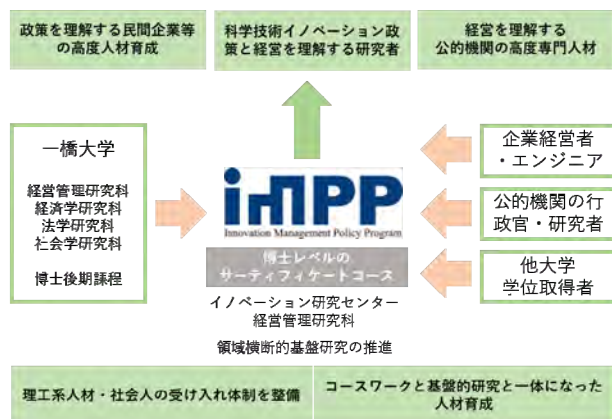 政策を理解する民間企業等
の高度人材育成
科学技術イノベーション政
策と経営を理解する研究者
経営を理解する
公的機関の高度専門人材
一橋大学
経営管理研究科
経済学研究科
法学研究科
社会学研究科
博士後期課程
imPP
Innovation Management Policy Program
博士レベルの
サーティフィケートコース
イノベーション研究センター
経営管理研究科
領域横断的基盤研究の推進
企業経営者
・エンジニア
公的機関の行
政官・研究者
他大学
学位取得者
理工系人材・社会人の受け入れ体制を整備
コースワークと基盤的研究と一体になった
人材育成